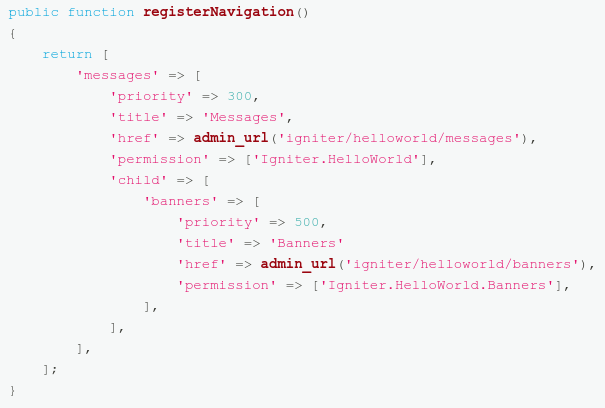 public function registerNavigation()
{
    return [
        'messages' => [
            'priority' => 300,
            'title' => 'Messages',
            'href' => admin_url('igniter/helloworld/messages'),
            'permission' => ['Igniter.HelloWorld'],
            'child' => [
                'banners' => [
                    'priority' => 500,
                    'title' => 'Banners'
                    'href' => admin_url('igniter/helloworld/banners'),
                    'permission' => ['Igniter.HelloWorld.Banners'],
                ],
            ],
        ],
    ];
}